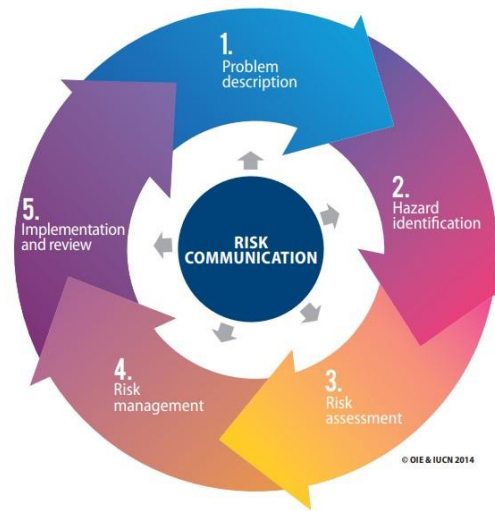 1.
Problem
description
2.
Hazard
identification
3.
Risk
assessment
4.
Risk
management
5.
Implementation
and review
RISK
COMMUNICATION
© OIE & IUCN 2014